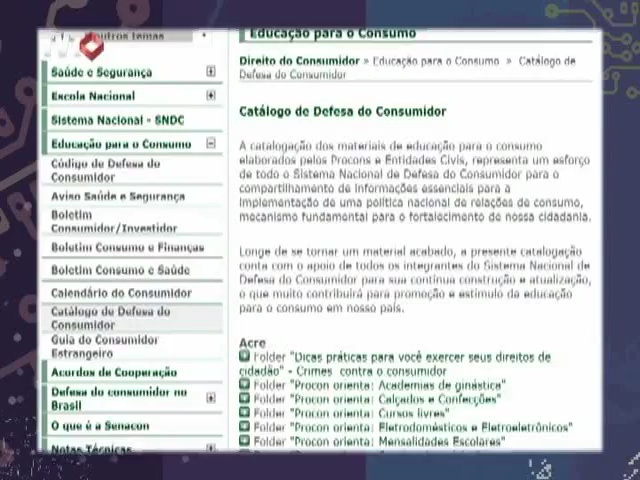 outros temas
Saúde e Segurança
Escola Nacional
Sistema Nacional - SNDC
Educação para o Consumo
Código de Defesa do
Consumidor
Aviso Saúde e Segurança
Boletim
Consumidor/Investidor
Boletim Consumo e Finanças
Boletim Consumo e Saúde
Calendário do Consumidor
Catálogo de Defesa do
Consumidor
Guia do Consumidor
Estrangeiro
Acordos de Cooperação
Defesa do consumidor no
Brasil
O que é a Senacon
Notas Técnicas
Educação para o Consumo
Direito do Consumidor » Educação para o Consumo » Catálogo de
Defesa do Consumidor
Catálogo de Defesa do Consumidor
A catalogação dos materiais de educação para o consumo
elaborados pelos Procons e Entidades Civis, representa um esforço
de todo o Sistema Nacional de Defesa do Consumidor para o
compartilhamento de informações essenciais para a
implementação de uma política nacional de relações de consumo,
mecanismo fundamental para o fortalecimento de nossa cidadania.
Longe de se tornar um material acabado, a presente catalogação
conta com o apoio de todos os integrantes do Sistema Nacional de
Defesa do Consumidor para sua contínua construção e atualização,
o que muito contribuirá para promoção e estímulo da educação
para o consumo em nosso país.
Acre
Folder "Dicas práticas para você exercer seus direitos de
cidadão" - Crimes contra o consumidor
Folder "Procon orienta: Academias de ginástica"
Folder "Procon orienta: Calçados e Confecções"
Folder "Procon orienta: Cursos livres"
Folder "Procon orienta: Eletrodomésticos e Eletroeletrônicos"
Folder "Procon orienta: Mensalidades Escolares"